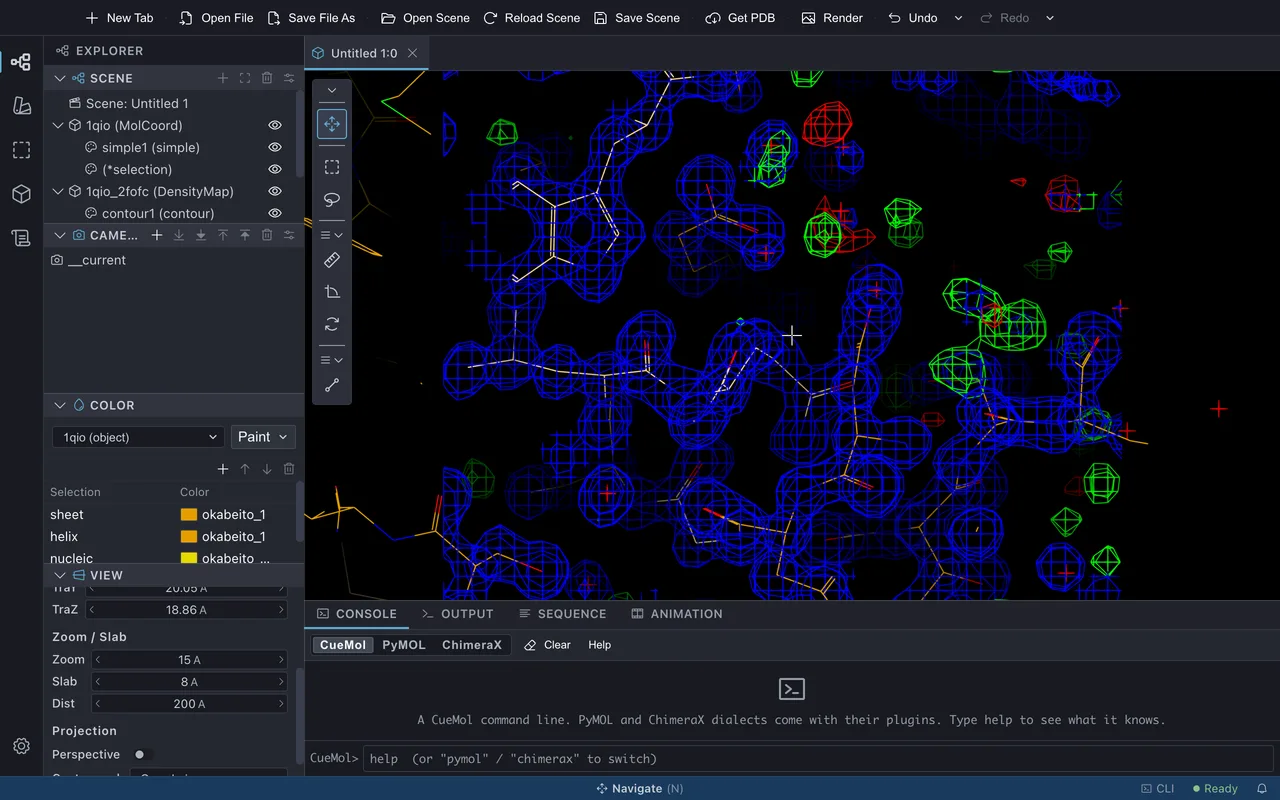 New Tab Open File Save File As Open Scene Reload Scene Save Scene Get PDB Render Undo Redo
EXPLORER
Untitled 1:0
SCENE
Scene: Untitled 1
1qio (MolCoord)
simple1 (simple)
(*selection)
1qio_2fofc (DensityMap)
contour1 (contour)
CAME...
__current
COLOR
1qio (object) Paint
Selection Color
sheet okabeito_1
helix okabeito_1
nucleic okabeito_...
VIEW
TraY 20.05 A
TraZ 18.86 A
Zoom / Slab
Zoom 15 A
Slab 8 A
Dist 200 A
Projection
Perspective
CONSOLE OUTPUT SEQUENCE ANIMATION
CueMol PyMOL ChimeraX Clear Help
A CueMol command line. PyMOL and ChimeraX dialects come with their plugins. Type help to see what it knows.
CueMol> help (or "pymol" / "chimerax" to switch)
Navigate (N)
CLI Ready